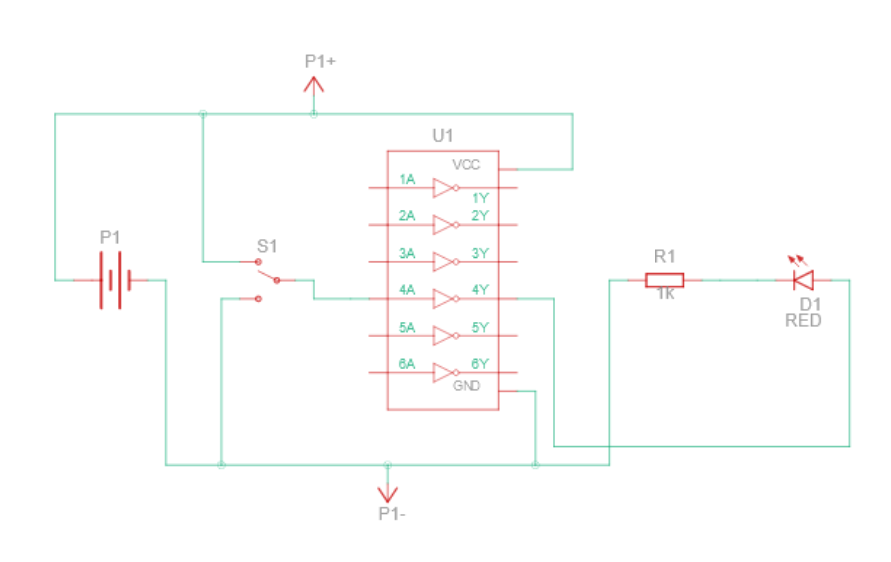 P1+
U1
VCC
1A
1Y
2A 2Y
P1
S1
3A 3Y
R1
4A 4Y
1k
D1
RED
5A 5Y
6A 6Y
GND
P1-